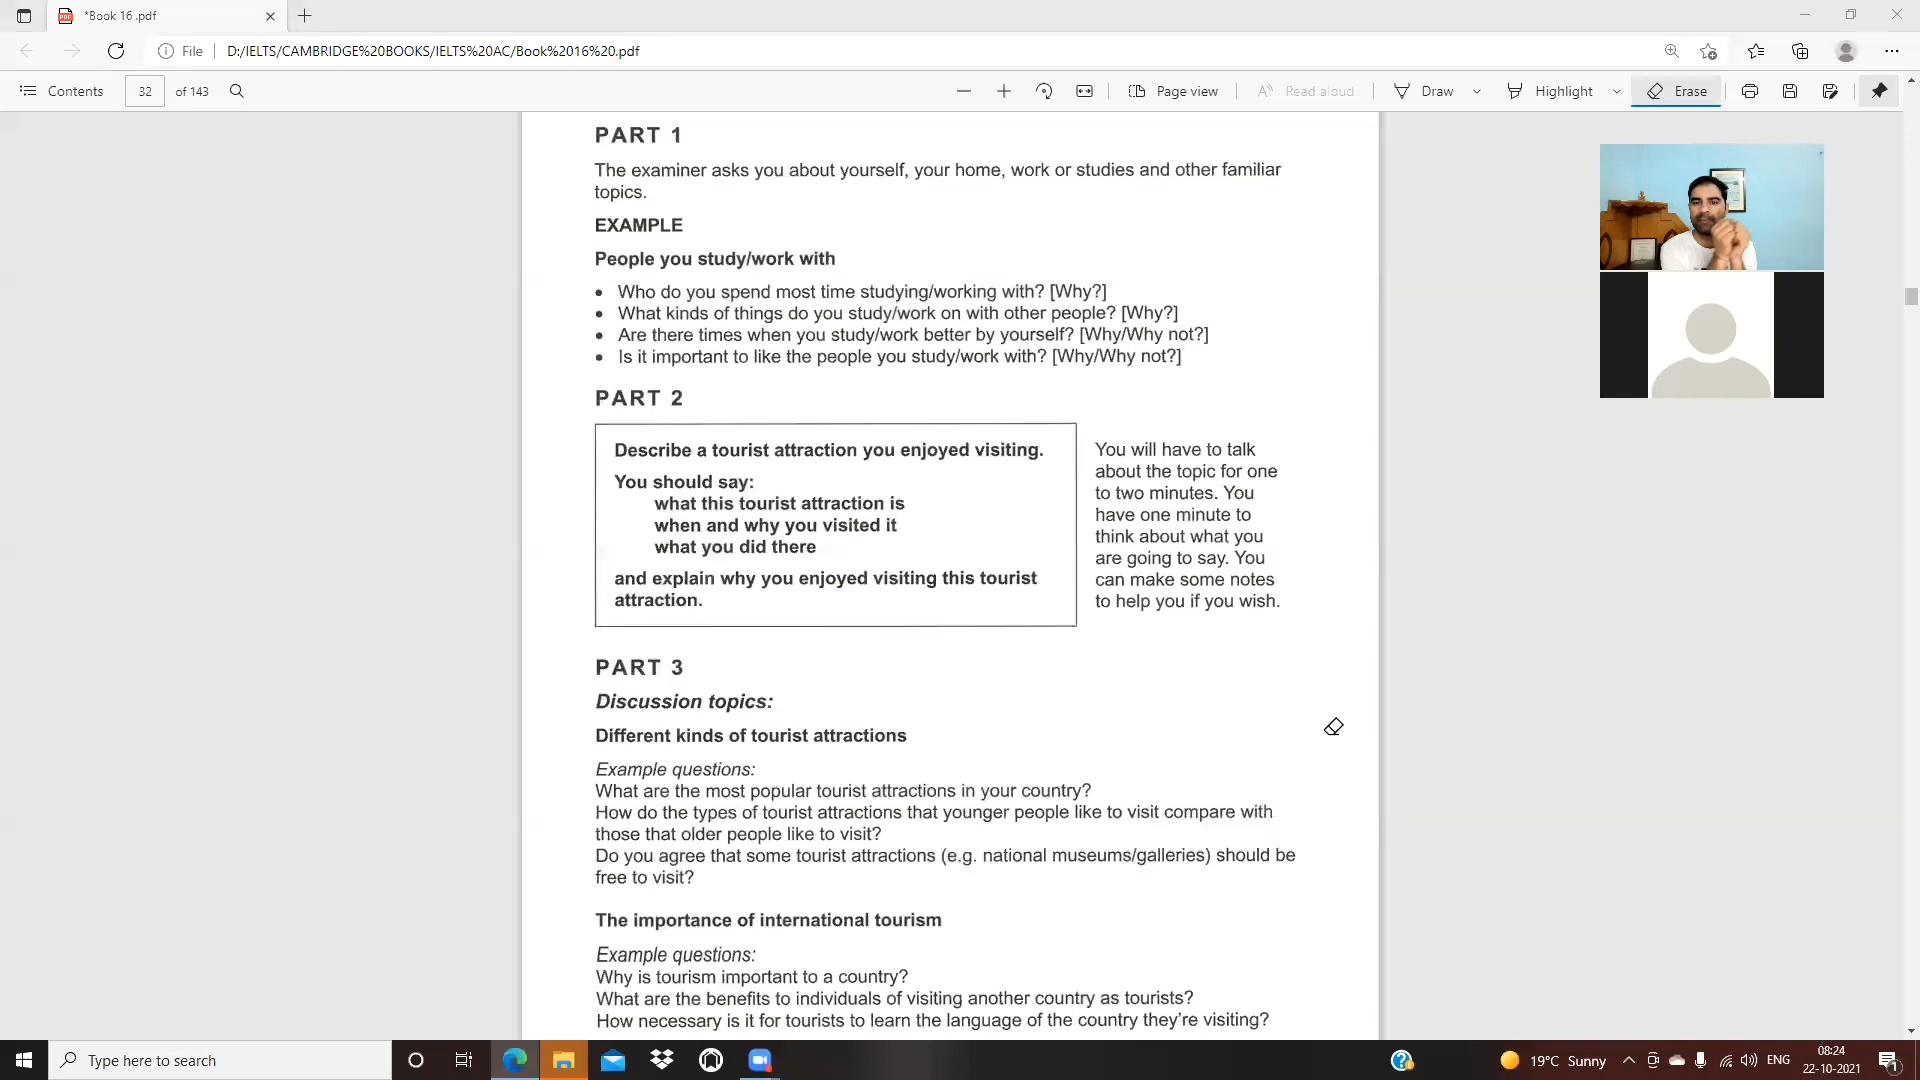 *Book 16 .pdf
File
D:/IELTS/CAMBRIDGE%20BOOKS/IELTS%20AC/Book%2016%20.pdf
Contents
32
of 143
Page view
Read aloud
Draw
Highlight
Erase
PART 1
The examiner asks you about yourself, your home, work or studies and other familiar
topics.
EXAMPLE
People you study/work with
• Who do you spend most time studying/working with? [Why?]
• What kinds of things do you study/work on with other people? [Why?]
• Are there times when you study/work better by yourself? [Why/Why not?]
• Is it important to like the people you study/work with? [Why/Why not?]
PART 2
Describe a tourist attraction you enjoyed visiting.
You should say:
what this tourist attraction is
when and why you visited it
what you did there
and explain why you enjoyed visiting this tourist
attraction.
You will have to talk
about the topic for one
to two minutes. You
have one minute to
think about what you
are going to say. You
can make some notes
to help you if you wish.
PART 3
Discussion topics:
Different kinds of tourist attractions
Example questions:
What are the most popular tourist attractions in your country?
How do the types of tourist attractions that younger people like to visit compare with
those that older people like to visit?
Do you agree that some tourist attractions (e.g. national museums/galleries) should be
free to visit?
The importance of international tourism
Example questions:
Why is tourism important to a country?
What are the benefits to individuals of visiting another country as tourists?
How necessary is it for tourists to learn the language of the country they're visiting?
Type here to search
19°C Sunny
ENG
08:24
22-10-2021
1